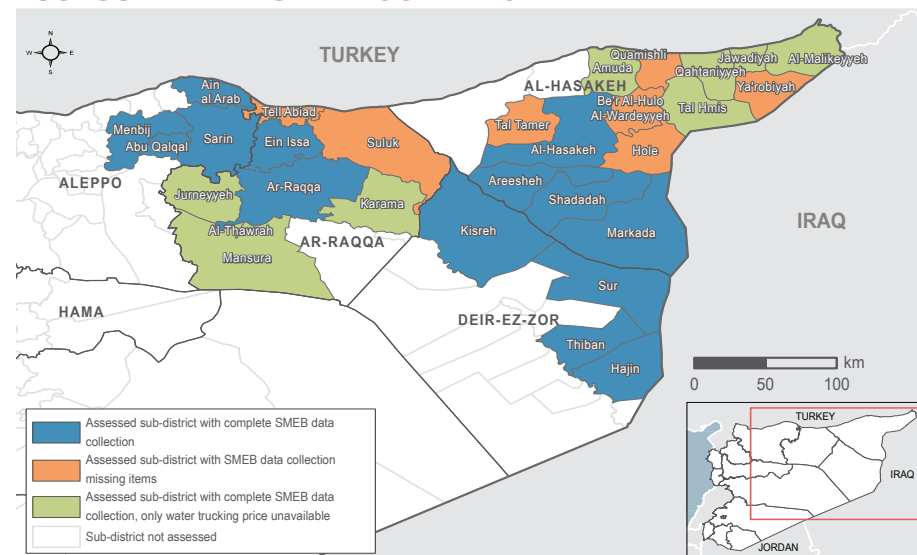 N
W
E
S
TURKEY
Quamishli
Amuda
Jawadiyah
Al-Malikeyyeh
Qahtaniyyeh
AL-HASAKEH
Ya'robiyah
Ain
al Arab
Be'r Al-Hulo
Al-Wardeyyeh
Tal Hmis
Tell Abiad
Tal Tamer
Menbij
Sarin
Ein Issa
Suluk
Abu Qalqal
Al-Hasakeh
Hole
ALEPPO
Areesheh
Jurneyyeh
Ar-Raqqa
Karama
Shadadah
IRAQ
Al-Thawrah
Kisreh
Markada
AR-RAQQA
Mansura
Sur
HAMA
DEIR-EZ-ZOR
Thiban
Hajin
km
0 50 100
Assessed sub-district with complete SMEB data
collection
Assessed sub-district with SMEB data collection
missing items
Assessed sub-district with complete SMEB data
collection, only water trucking price unavailable
Sub-district not assessed
TURKEY
IRAQ
JORDAN